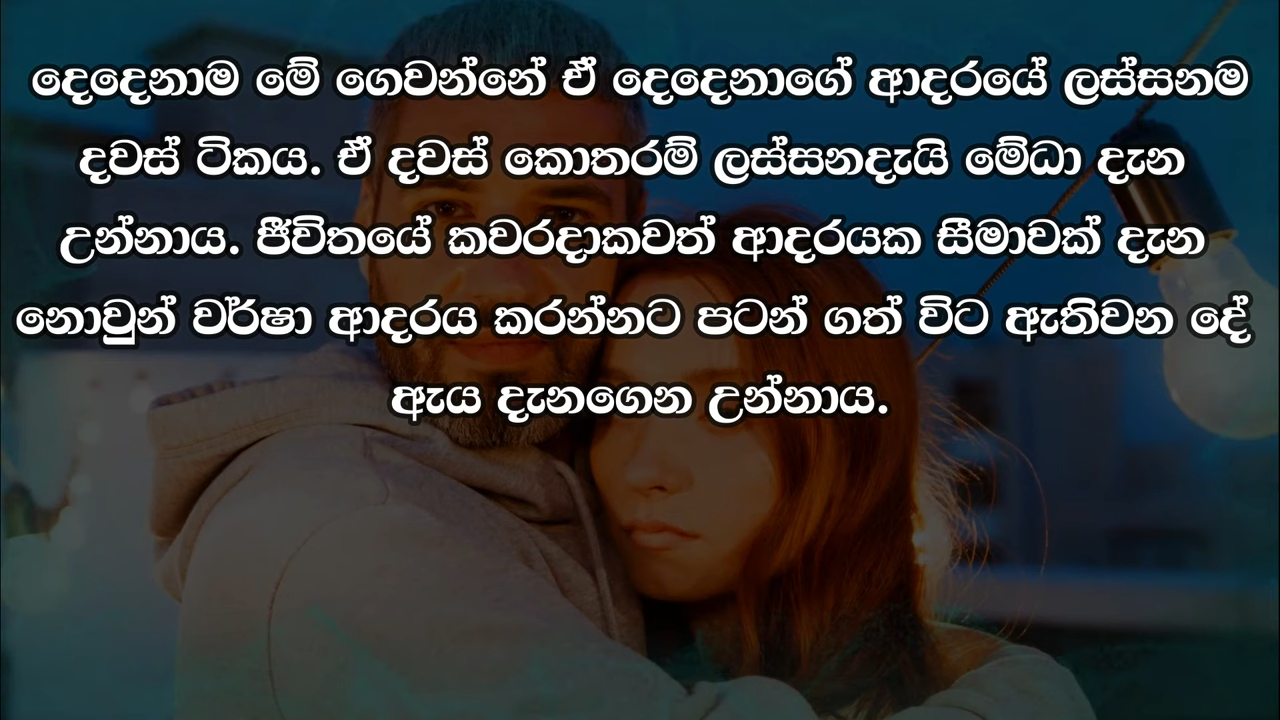 දෙදෙනාම මේ ගෙවන්නේ ඒ දෙදෙනාගේ ආදරයේ ලස්සනම
දවස් ටිකය. ඒ දවස් කොතරම් ලස්සනදැයි මේධා දැන
උන්නාය. ජීවිතයේ කවරදාකවත් ආදරයක සීමාවක් දැන
නොවුන් වර්ෂා ආදරය කරන්නට පටන් ගත් විට ඇතිවන දේ
ඇය දැනගෙන උන්නාය.